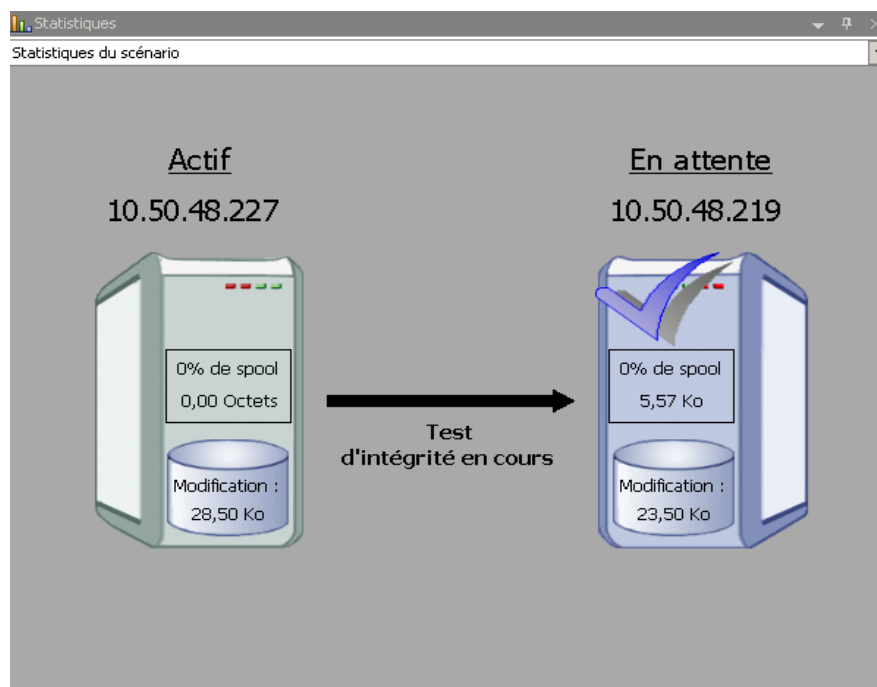 Statistiques
Statistiques du scénario
Actif
10.50.48.227
En attente
10.50.48.219
0% de spool
0,00 Octets
Modification :
28,50 Ko
Test
d'intégrité en cours
0% de spool
5,57 Ko
Modification :
23,50 Ko